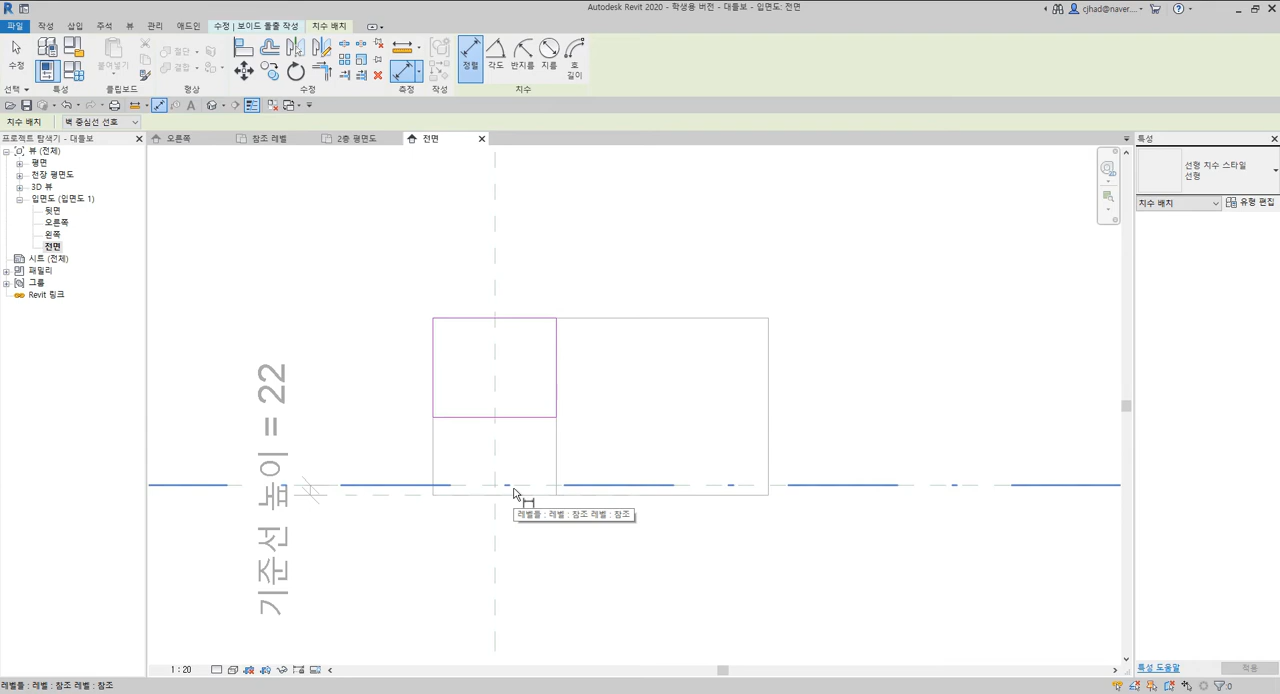 Autodesk Revit 2020 - 학생용 버전 - 대들보 - 입면도: 전면
cjhad@naver....
파일 작성 삽입 주석 뷰 관리 애드인 수정 | 보이드 돌출 작성 치수 배치
수정 붙여넣기 절단 결합 정렬 각도 반지름 지름 호 길이
선택 특성 클립보드 형상 수정 측정 작성 치수
치수 배치 벽 중심선 선호
프로젝트 탐색기 - 대들보
오른쪽 참조 레벨 2층 평면도 전면
특성
뷰 (전체)
평면
천장 평면도
3D 뷰
입면도 (입면도 1)
뒷면
오른쪽
왼쪽
전면
시트 (전체)
패밀리
그룹
Revit 링크
선형 치수 스타일
선형
치수 배치 유형 편집
2D
기준선 높이 = 22
레벨들 : 레벨 : 참조 레벨 : 참조
1 : 20
특성 도움말 적용
레벨들 : 레벨 : 참조 레벨 : 참조
:0